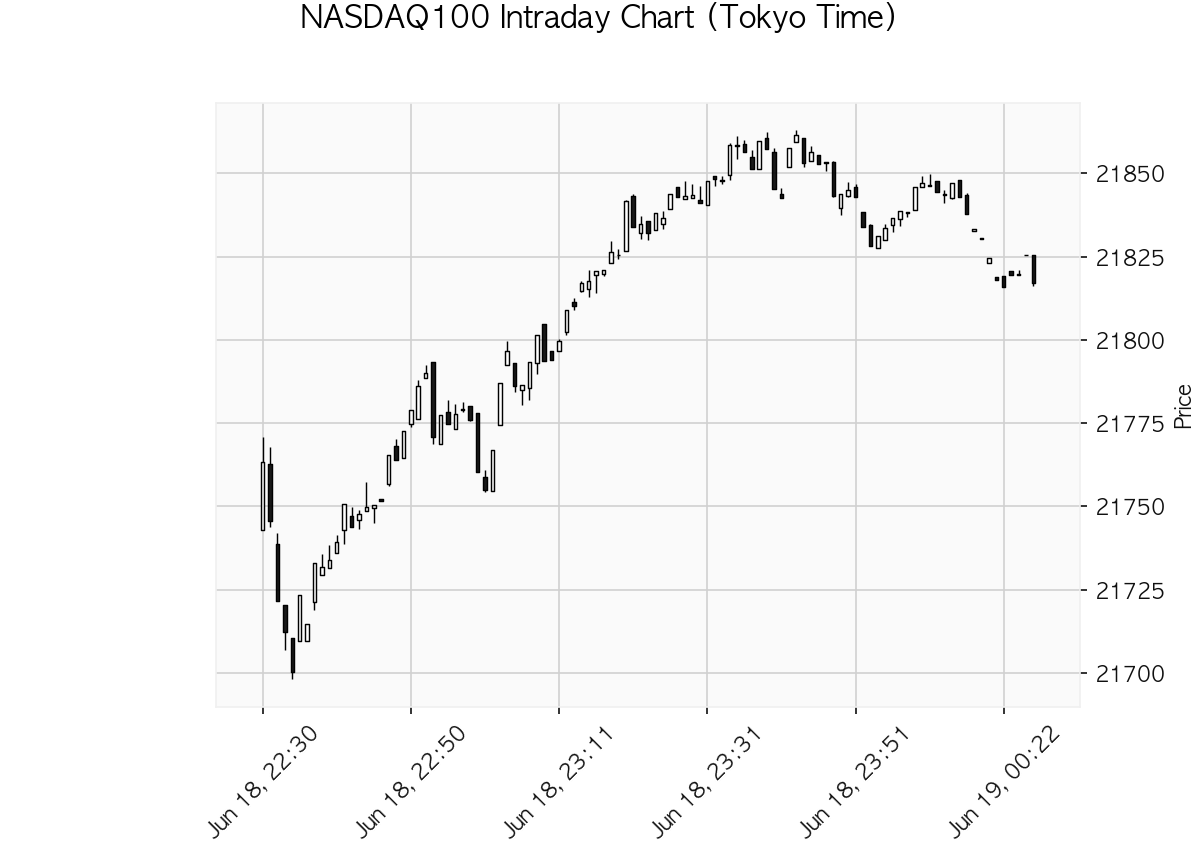 NASDAQ100 Intraday Chart (Tokyo Time)
21850
21825
21800
21775
21750
21725
21700
Price
Jun 18, 22:30
Jun 18, 22:50
Jun 18, 23:11
Jun 18, 23:31
Jun 18, 23:51
Jun 19, 00:22